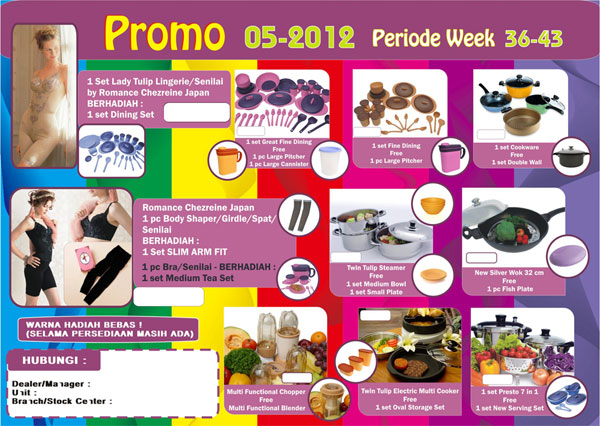 Promo 05-2012 Periode Week 36-43
1 Set Lady Tulip Lingerie/Senilai
by Romance Chezreine Japan
BERHADIAH :
1 set Dining Set
1 set Great Fine Dining
Free
1 pc Large Pitcher
1 pc Large Cannister
1 set Fine Dining
Free
1 pc Large Pitcher
1 set Cookware
Free
1 set Double Wall
Romance Chezreine Japan
1 pc Body Shaper/Girdle/Spat/
Senilai
BERHADIAH :
1 Set SLIM ARM FIT
1 pc Bra/Senilai - BERHADIAH :
1 set Medium Tea Set
Twin Tulip Steamer
Free
1 set Medium Bowl
1 set Small Plate
New Silver Wok 32 cm
Free
1 pc Fish Plate
WARNA HADIAH BEBAS !
(SELAMA PERSEDIAAN MASIH ADA)
HUBUNGI :
Dealer/Manager :
Unit :
Branch/Stock Center :
Multi Functional Chopper
Free
Multi Functional Blender
Twin Tulip Electric Multi Cooker
Free
1 set Oval Storage Set
1 set Presto 7 in 1
Free
1 set New Serving Set